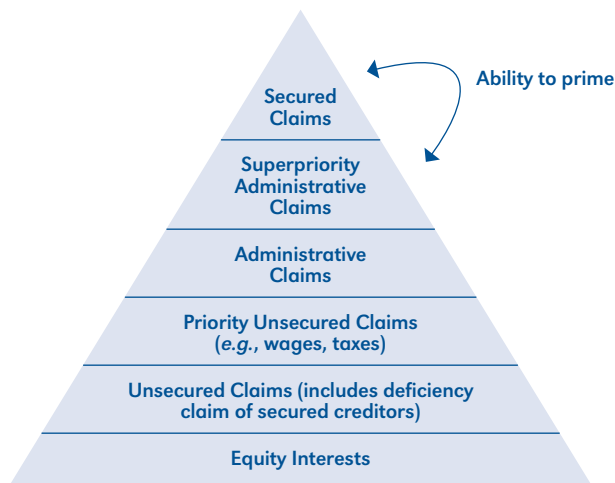 Ability to prime
Secured
Claims
Superpriority
Administrative
Claims
Administrative
Claims
Priority Unsecured Claims
(e.g., wages, taxes)
Unsecured Claims (includes deficiency
claim of secured creditors)
Equity Interests